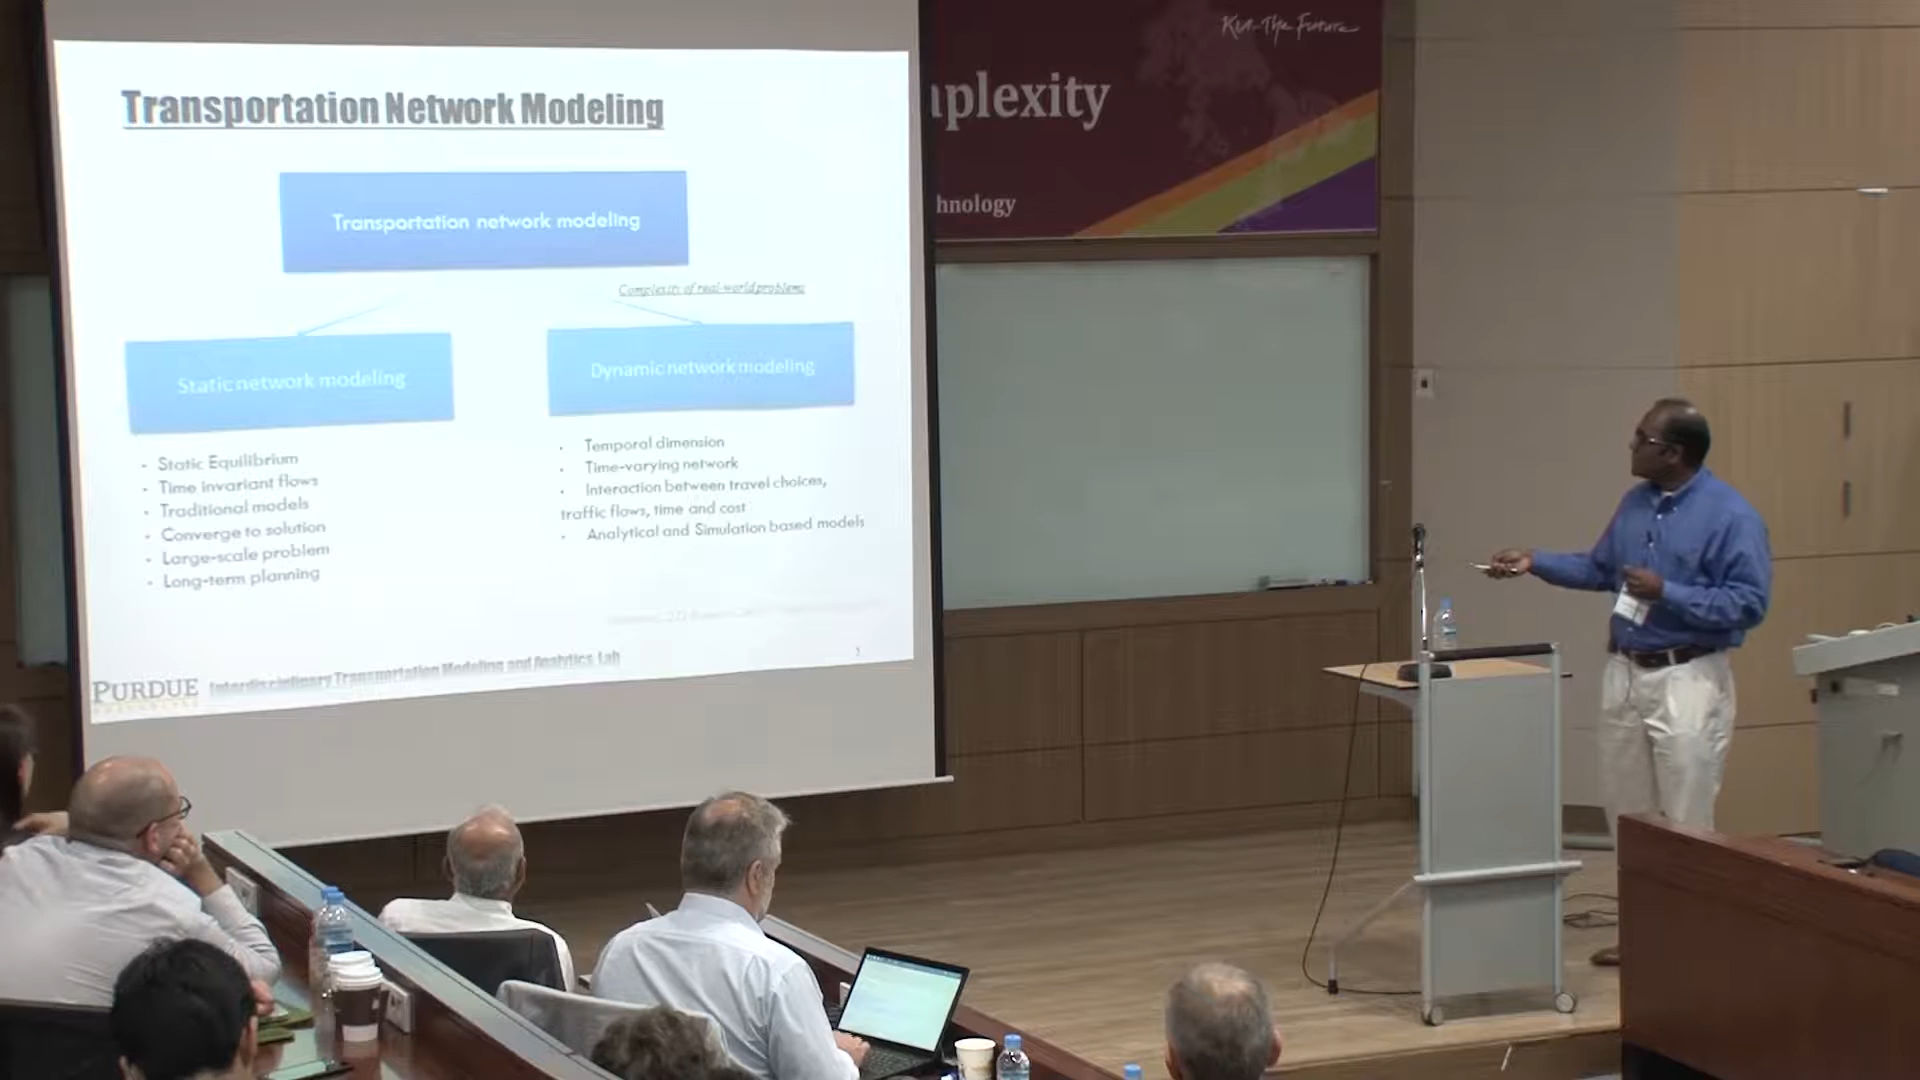 Transportation Network Modeling
Transportation network modeling
Complexity of real-world problems
Static network modeling
• Static Equilibrium
• Time invariant flows
• Traditional models
• Converge to solution
• Large-scale problem
• Long-term planning
Dynamic network modeling
• Temporal dimension
• Time-varying network
• Interaction between travel choices,
traffic flows, time and cost
• Analytical and Simulation based models
PURDUE
Interdisciplinary Transportation Modeling and Analytics Lab
plexity
hnology